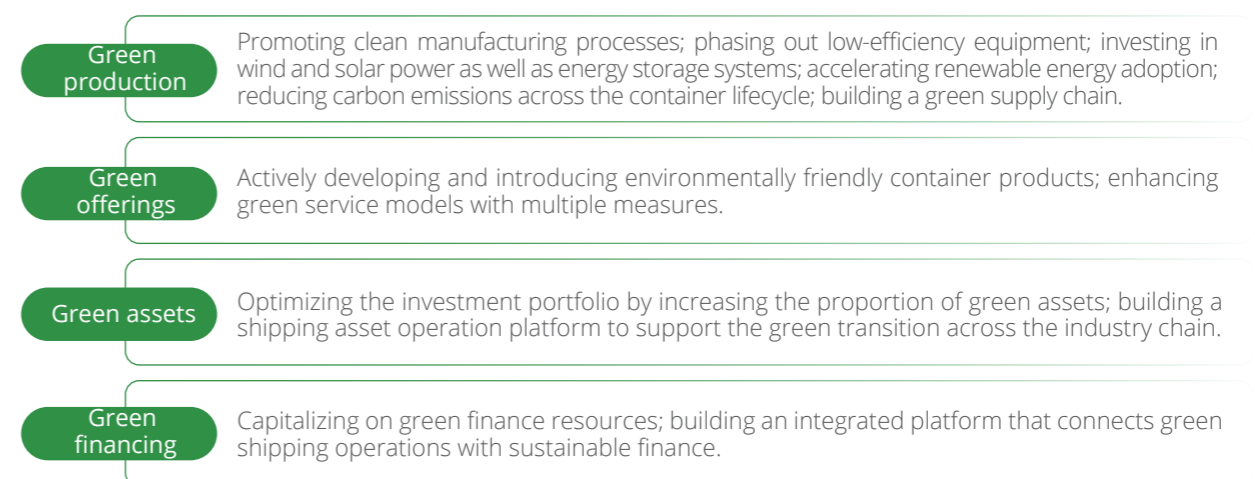 Green
production
Promoting clean manufacturing processes; phasing out low-efficiency equipment; investing in
wind and solar power as well as energy storage systems; accelerating renewable energy adoption;
reducing carbon emissions across the container lifecycle; building a green supply chain.
Green
offerings
Actively developing and introducing environmentally friendly container products; enhancing
green service models with multiple measures.
Green assets
Optimizing the investment portfolio by increasing the proportion of green assets; building a
shipping asset operation platform to support the green transition across the industry chain.
Green
financing
Capitalizing on green finance resources; building an integrated platform that connects green
shipping operations with sustainable finance.